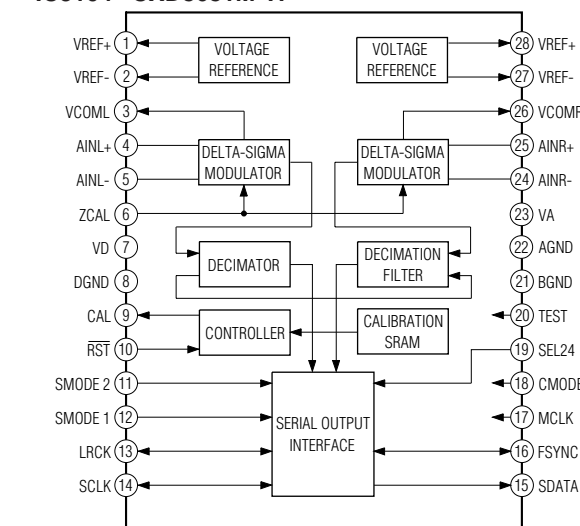 VREF+ 1
VREF- 2
VCOML 3
AINL+ 4
AINL- 5
ZCAL 6
VD 7
DGND 8
CAL 9
RST 10
SMODE 2 11
SMODE 1 12
LRCK 13
SCLK 14
VOLTAGE
REFERENCE
VOLTAGE
REFERENCE
DELTA-SIGMA
MODULATOR
DELTA-SIGMA
MODULATOR
DECIMATOR
DECIMATION
FILTER
CONTROLLER
CALIBRATION
SRAM
SERIAL OUTPUT
INTERFACE
28 VREF+
27 VREF-
26 VCOMR
25 AINR+
24 AINR-
23 VA
22 AGND
21 BGND
20 TEST
19 SEL24
18 CMODE
17 MCLK
16 FSYNC
15 SDATA